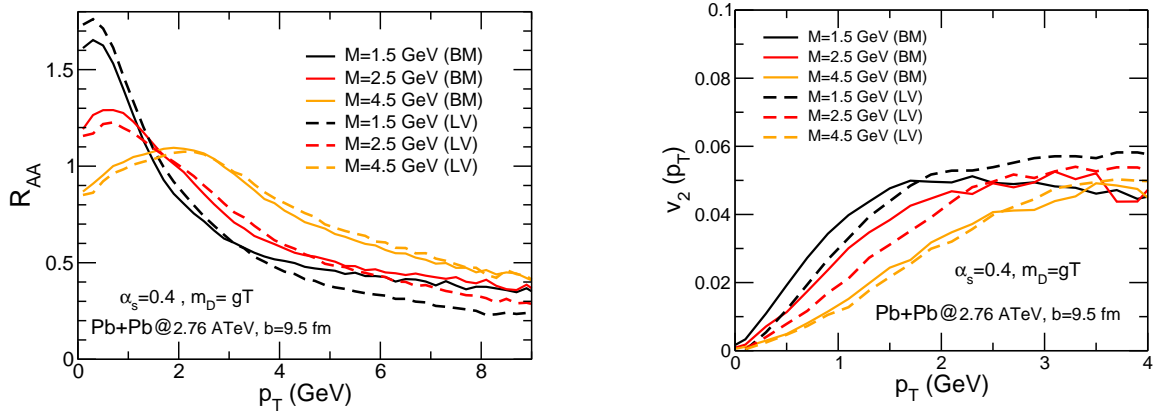 1.5
1
0.5
0
R_AA
M=1.5 GeV (BM)
M=2.5 GeV (BM)
M=4.5 GeV (BM)
M=1.5 GeV (LV)
M=2.5 GeV (LV)
M=4.5 GeV (LV)
α_s=0.4 , m_D= gT
Pb+Pb@2.76 ATeV, b=9.5 fm
0 2 4 6 8
p_T (GeV)
0.1
0.08
0.06
0.04
0.02
0
v_2 (p_T)
M=1.5 GeV (BM)
M=2.5 GeV (BM)
M=4.5 GeV (BM)
M=1.5 GeV (LV)
M=2.5 GeV (LV)
M=4.5 GeV (LV)
α_s=0.4, m_D= gT
Pb+Pb@2.76 ATeV, b=9.5 fm
0 1 2 3 4
p_T (GeV)